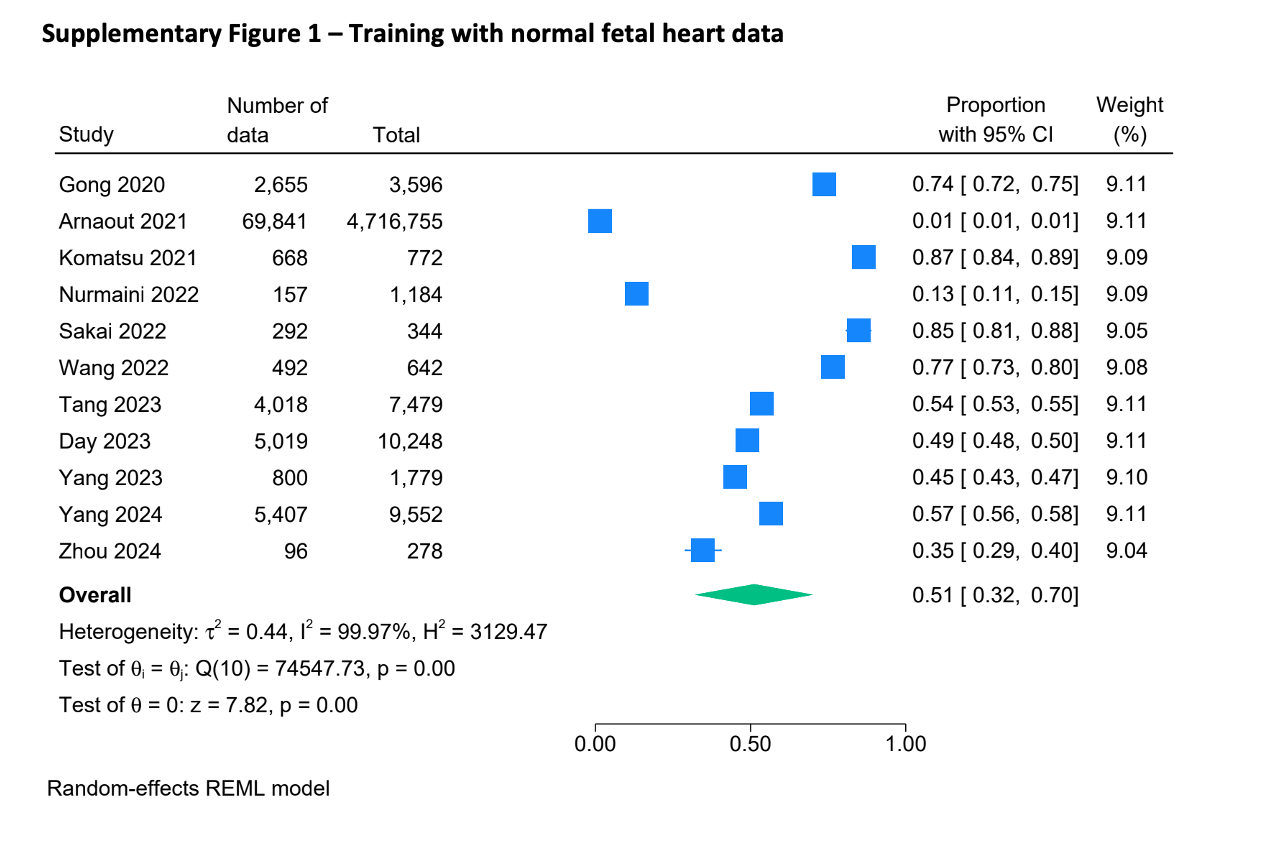 Supplementary Figure 1 – Training with normal fetal heart data
Number of Proportion Weight
Study data Total with 95% CI (%)
Gong 2020 2,655 3,596 0.74 [ 0.72, 0.75] 9.11
Arnaout 2021 69,841 4,716,755 0.01 [ 0.01, 0.01] 9.11
Komatsu 2021 668 772 0.87 [ 0.84, 0.89] 9.09
Nurmaini 2022 157 1,184 0.13 [ 0.11, 0.15] 9.09
Sakai 2022 292 344 0.85 [ 0.81, 0.88] 9.05
Wang 2022 492 642 0.77 [ 0.73, 0.80] 9.08
Tang 2023 4,018 7,479 0.54 [ 0.53, 0.55] 9.11
Day 2023 5,019 10,248 0.49 [ 0.48, 0.50] 9.11
Yang 2023 800 1,779 0.45 [ 0.43, 0.47] 9.10
Yang 2024 5,407 9,552 0.57 [ 0.56, 0.58] 9.11
Zhou 2024 96 278 0.35 [ 0.29, 0.40] 9.04
Overall 0.51 [ 0.32, 0.70]
Heterogeneity: τ² = 0.44, I² = 99.97%, H² = 3129.47
Test of θᵢ = θⱼ: Q(10) = 74547.73, p = 0.00
Test of θ = 0: z = 7.82, p = 0.00
0.00 0.50 1.00
Random-effects REML model